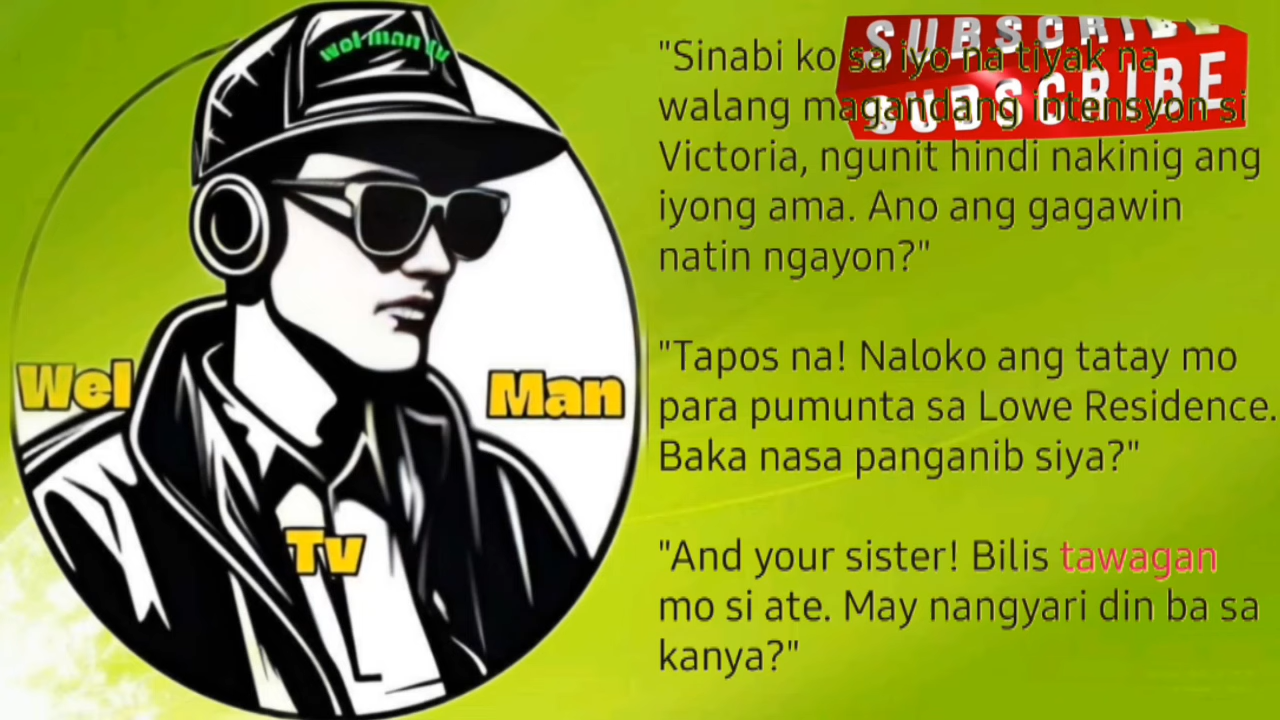 wel man tv
Wel
Man
Tv
SUBSCRIBE
SUBSCRIBE
"Sinabi ko sa iyo na tiyak na
walang magandang intensyon si
Victoria, ngunit hindi nakinig ang
iyong ama. Ano ang gagawin
natin ngayon?"
"Tapos na! Naloko ang tatay mo
para pumunta sa Lowe Residence.
Baka nasa panganib siya?"
"And your sister! Bilis tawagan
mo si ate. May nangyari din ba sa
kanya?"